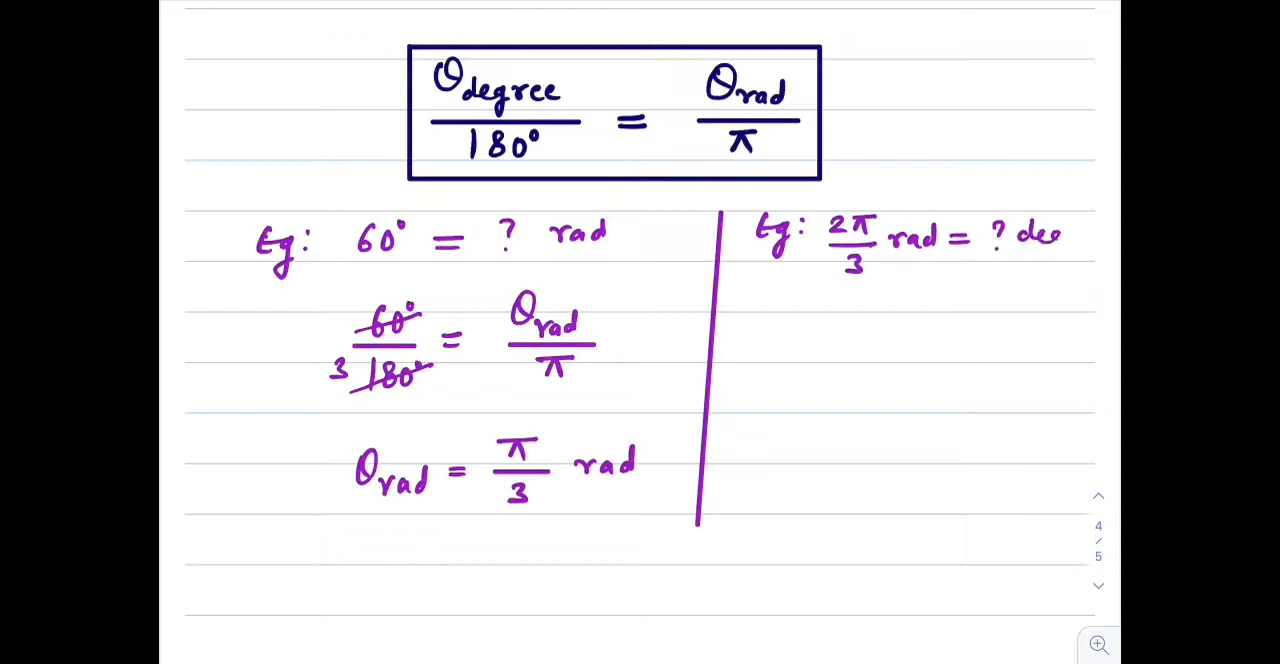 θdegree / 180° = θrad / π
Eg: 60° = ? rad
60° / 180° = θrad / π
3
θrad = π / 3 rad
Eg: 2π / 3 rad = ? de
4
/
5